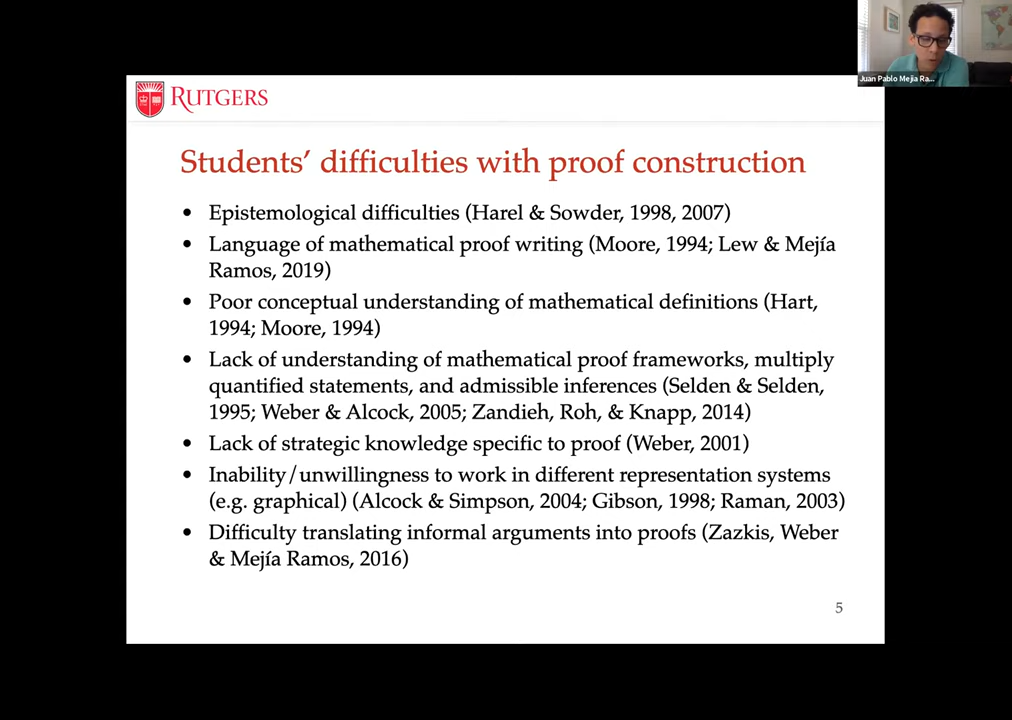 Juan Pablo Mejia Ra...
RUTGERS
Students' difficulties with proof construction
• Epistemological difficulties (Harel & Sowder, 1998, 2007)
• Language of mathematical proof writing (Moore, 1994; Lew & Mejía
Ramos, 2019)
• Poor conceptual understanding of mathematical definitions (Hart,
1994; Moore, 1994)
• Lack of understanding of mathematical proof frameworks, multiply
quantified statements, and admissible inferences (Selden & Selden,
1995; Weber & Alcock, 2005; Zandieh, Roh, & Knapp, 2014)
• Lack of strategic knowledge specific to proof (Weber, 2001)
• Inability/unwillingness to work in different representation systems
(e.g. graphical) (Alcock & Simpson, 2004; Gibson, 1998; Raman, 2003)
• Difficulty translating informal arguments into proofs (Zazkis, Weber
& Mejía Ramos, 2016)
5